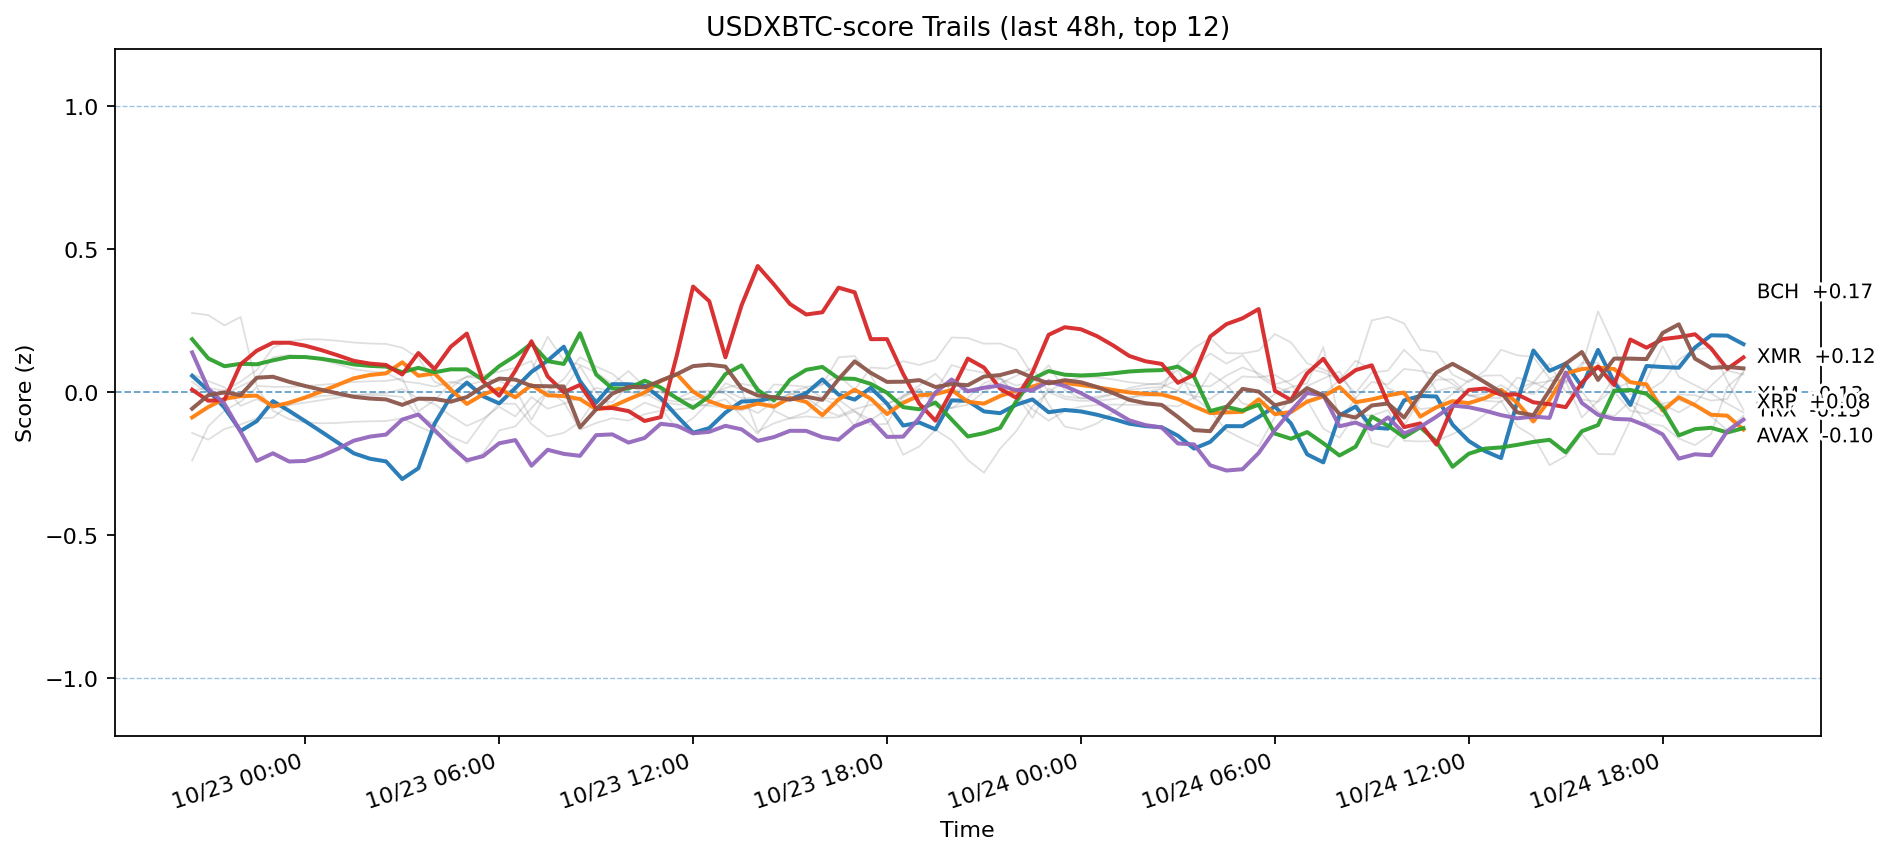 USDXBTC-score Trails (last 48h, top 12)
Score (z)
1.0
0.5
0.0
−0.5
−1.0
BCH +0.17
XMR +0.12
XRP +0.08
AVAX -0.10
10/23 00:00
10/23 06:00
10/23 12:00
10/23 18:00
10/24 00:00
10/24 06:00
10/24 12:00
10/24 18:00
Time